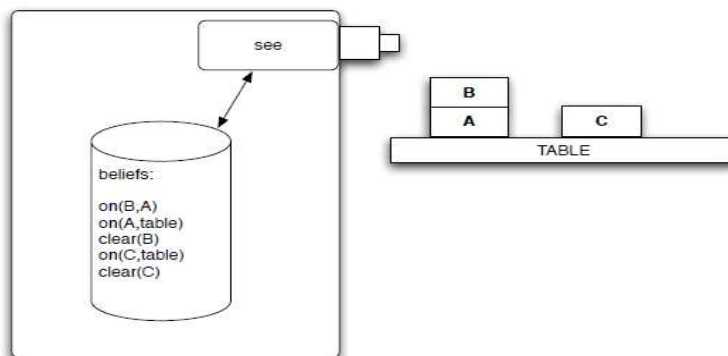 see
B
A
C
TABLE
beliefs:
on(B,A)
on(A,table)
clear(B)
on(C,table)
clear(C)